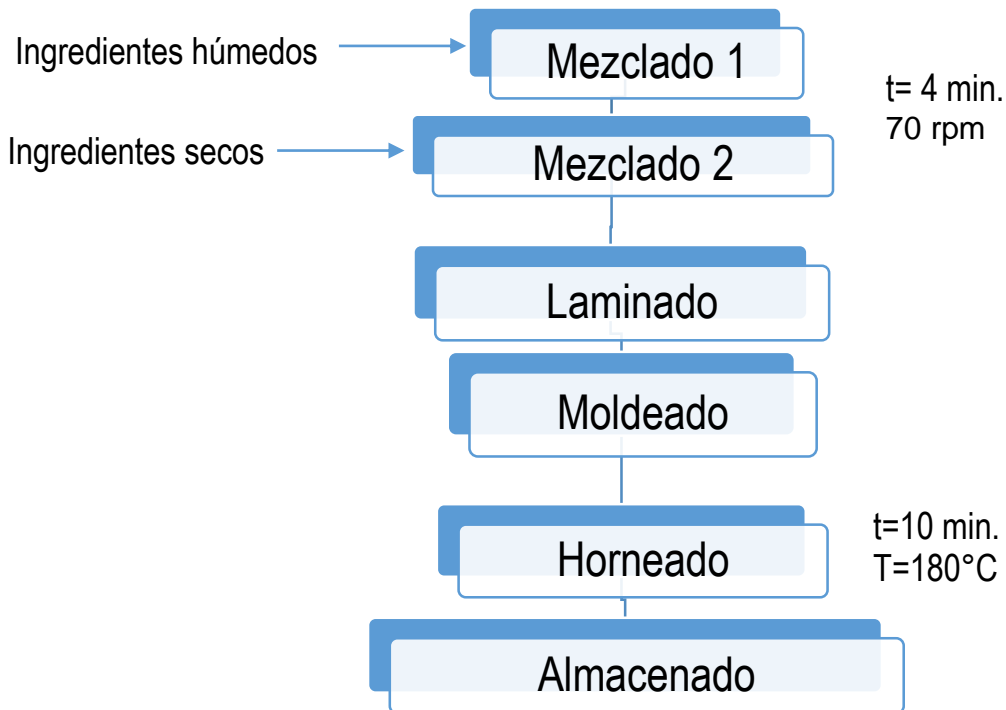 Ingredientes húmedos
Mezclado 1
t= 4 min.
70 rpm
Ingredientes secos
Mezclado 2
Laminado
Moldeado
Horneado
t=10 min.
T=180°C
Almacenado